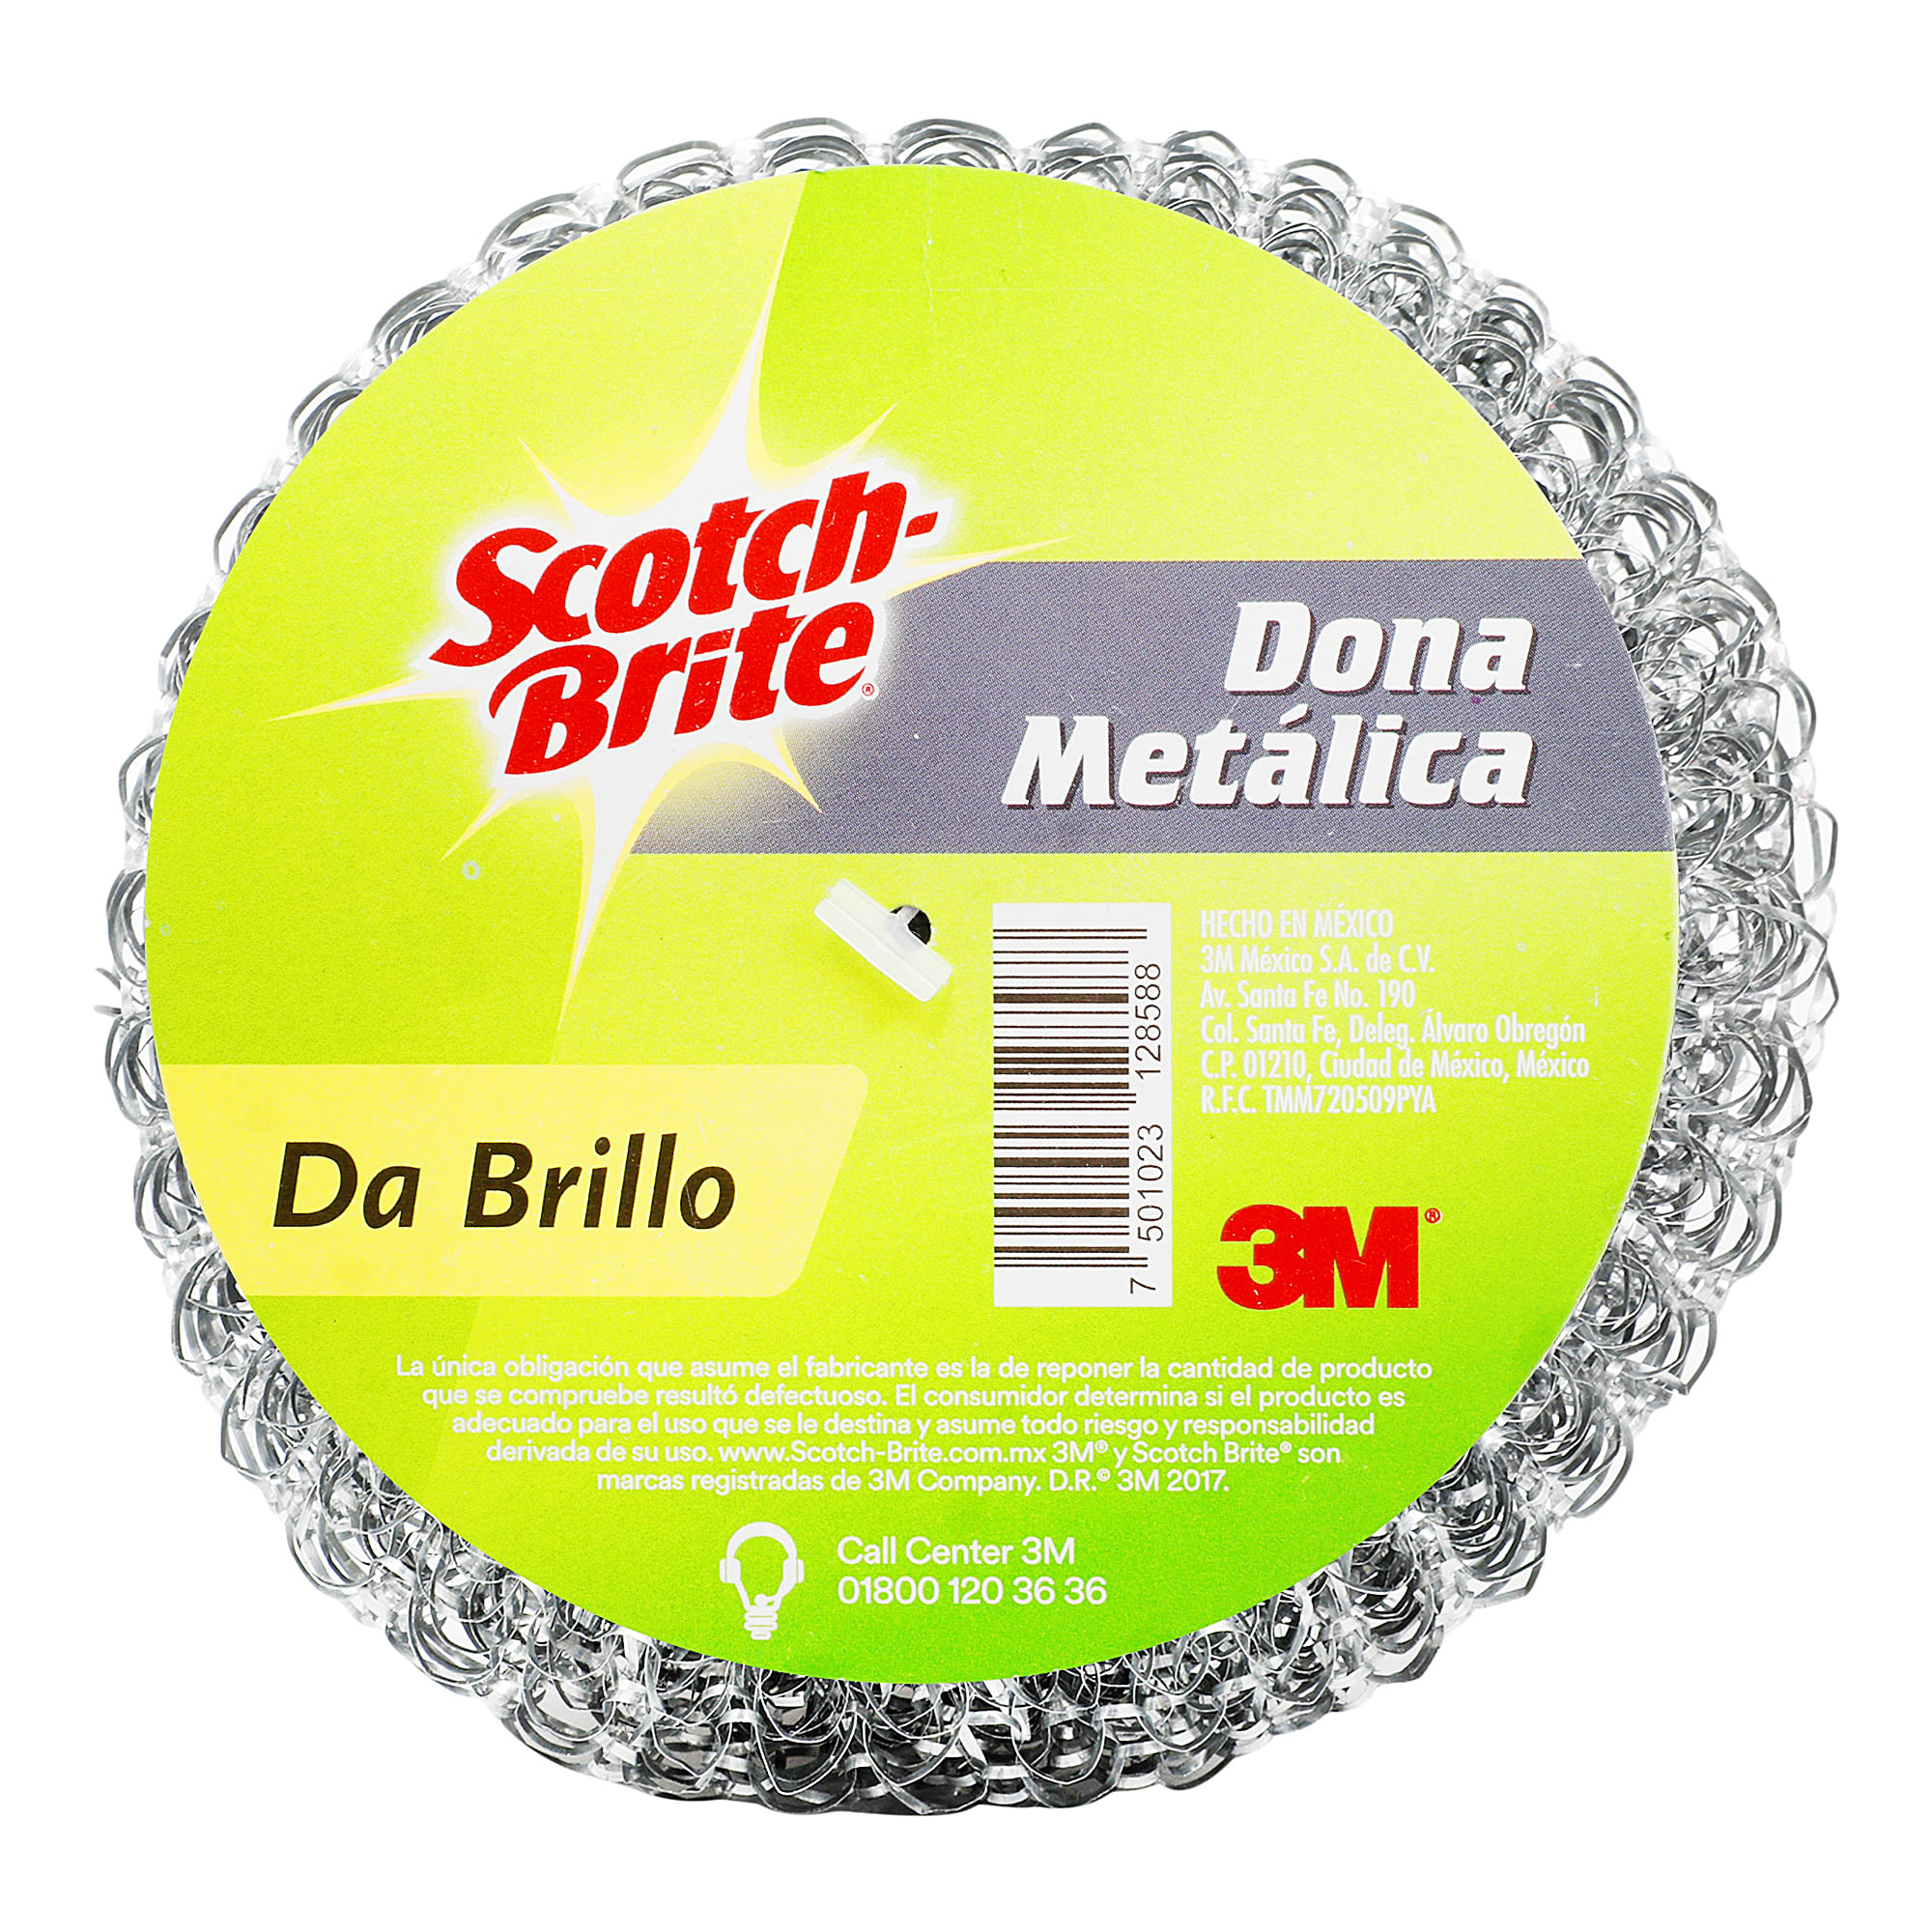 Scotch-
Brite®
Dona
Metálica
HECHO EN MÉXICO
3M México S.A. de C.V.
Av. Santa Fe No. 190
Col. Santa Fe, Deleg. Álvaro Obregón
C.P. 01210, Ciudad de México, México
R.F.C. TMM720509PYA
7 501023 128588
Da Brillo
3M®
La única obligación que asume el fabricante es la de reponer la cantidad de producto
que se compruebe resultó defectuoso. El consumidor determina si el producto es
adecuado para el uso que se le destina y asume todo riesgo y responsabilidad
derivada de su uso. www.Scotch-Brite.com.mx 3M® y Scotch Brite® son
marcas registradas de 3M Company. D.R.© 3M 2017.
Call Center 3M
01800 120 36 36